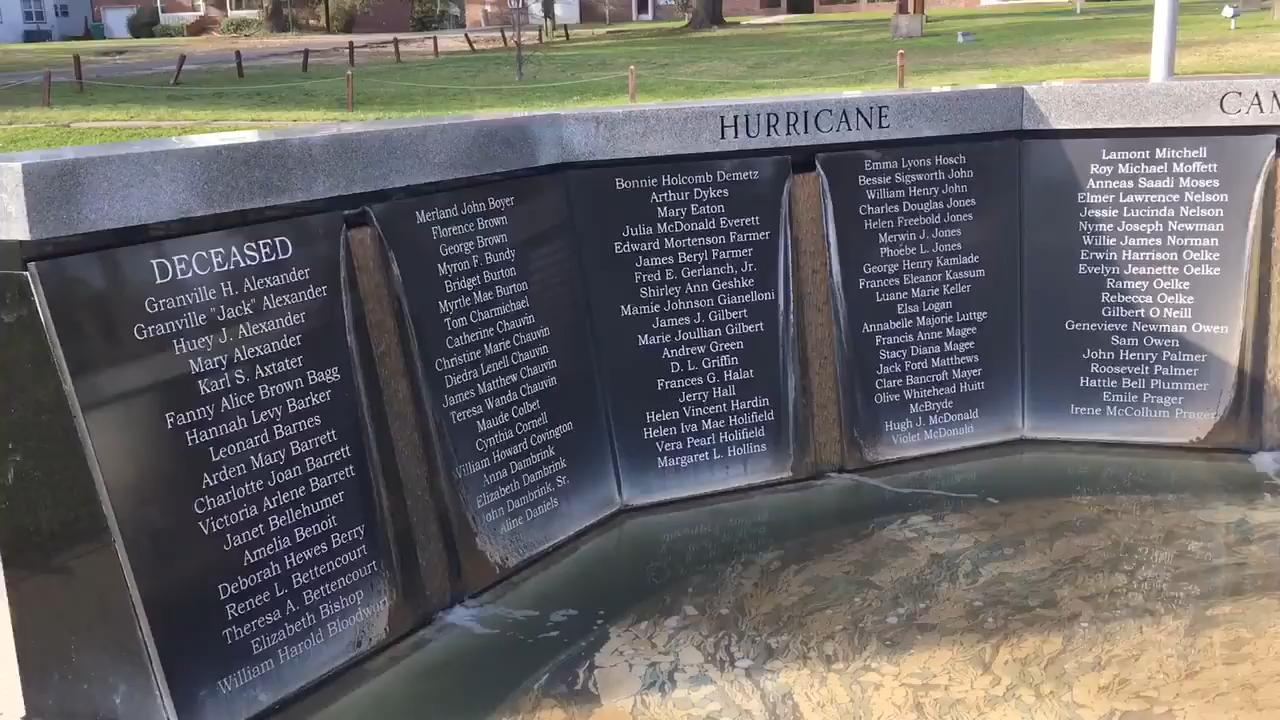 HURRICANE
CAM
DECEASED
Granville H. Alexander
Granville "Jack" Alexander
Huey J. Alexander
Mary Alexander
Karl S. Axtater
Fanny Alice Brown Bagg
Hannah Levy Barker
Leonard Barnes
Arden Mary Barrett
Charlotte Joan Barrett
Victoria Arlene Barrett
Janet Bellehumer
Amelia Benoit
Deborah Hewes Berry
Renee L. Bettencourt
Theresa A. Bettencourt
Elizabeth Bishop
William Harold Bloodworth
Merland John Boyer
Florence Brown
George Brown
Myron F. Bundy
Bridget Burton
Myrtle Mae Burton
Tom Charmichael
Catherine Chauvin
Christine Marie Chauvin
Diedra Lenell Chauvin
James Matthew Chauvin
Teresa Wanda Chauvin
Maude Colbet
Cynthia Cornell
William Howard Covington
Anna Dambrink
Elizabeth Dambrink
John Dambrink, Sr.
Aline Daniels
Bonnie Holcomb Demetz
Arthur Dykes
Mary Eaton
Julia McDonald Everett
Edward Mortenson Farmer
James Beryl Farmer
Fred E. Gerlanch, Jr.
Shirley Ann Geshke
Mamie Johnson Gianelloni
James J. Gilbert
Marie Joullian Gilbert
Andrew Green
D. L. Griffin
Frances G. Halat
Jerry Hall
Helen Vincent Hardin
Helen Iva Mae Holifield
Vera Pearl Holifield
Margaret L. Hollins
Emma Lyons Hosch
Bessie Sigsworth John
William Henry John
Charles Douglas Jones
Helen Freebold Jones
Merwin J. Jones
Phoebe L. Jones
George Henry Kamlade
Frances Eleanor Kassum
Luane Marie Keller
Elsa Logan
Annabelle Majorie Luttge
Francis Anne Magee
Stacy Diana Magee
Jack Ford Matthews
Clare Bancroft Mayer
Olive Whitehead Huitt
McBryde
Hugh J. McDonald
Violet McDonald
Lamont Mitchell
Roy Michael Moffett
Anneas Saadi Moses
Elmer Lawrence Nelson
Jessie Lucinda Nelson
Nyme Joseph Newman
Willie James Norman
Erwin Harrison Oelke
Evelyn Jeanette Oelke
Ramey Oelke
Rebecca Oelke
Gilbert O Neill
Genevieve Newman Owen
Sam Owen
John Henry Palmer
Roosevelt Palmer
Hattle Bell Plummer
Emile Prager
Irene McCollum Prager